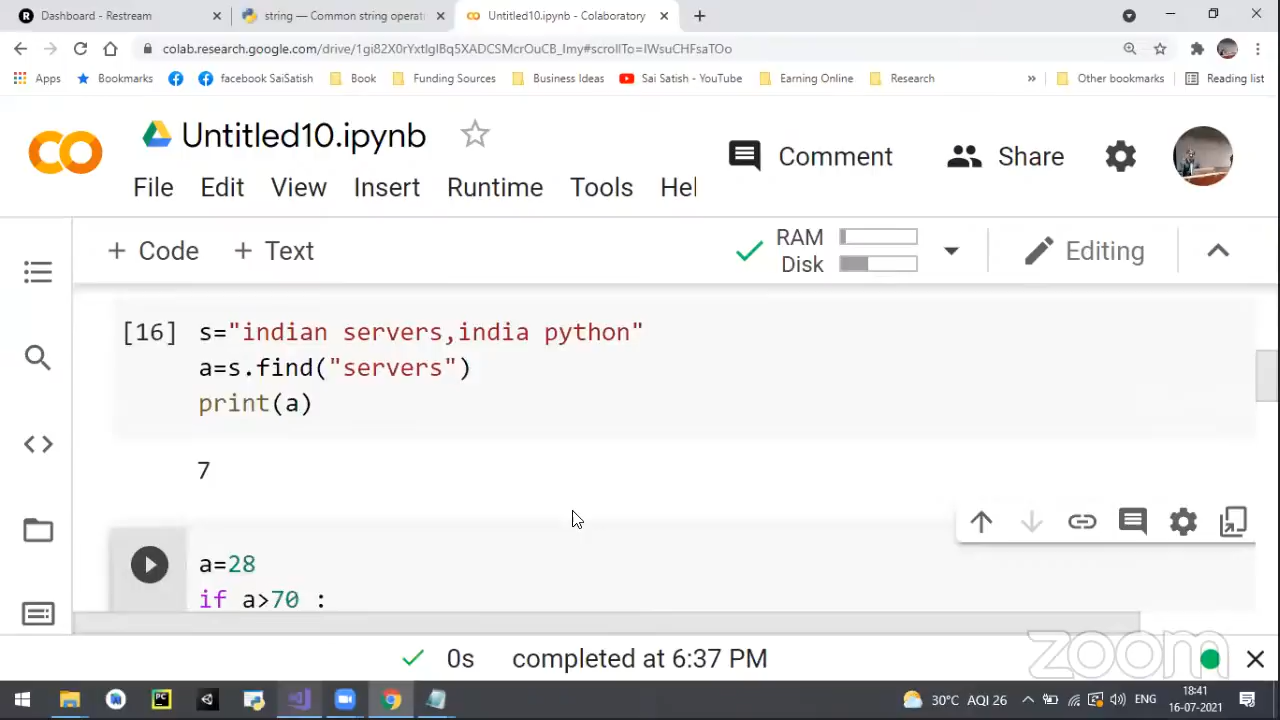 Dashboard - Restream
string — Common string operati
Untitled10.ipynb - Colaboratory
colab.research.google.com/drive/1gi82X0rYxtlglBq5XADCSMcrOuCB_Imy#scrollTo=IWsuCHFsaTOo
Apps
Bookmarks
facebook SaiSatish
Book
Funding Sources
Business Ideas
Sai Satish - YouTube
Earning Online
Research
»
Other bookmarks
Reading list
CO
Untitled10.ipynb
Comment
Share
File
Edit
View
Insert
Runtime
Tools
Hel
+ Code
+ Text
RAM
Disk
Editing
[16] s="indian servers,india python"
a=s.find("servers")
print(a)
7
a=28
if a>70 :
0s completed at 6:37 PM
zoom
30°C AQI 26
ENG
18:41
16-07-2021